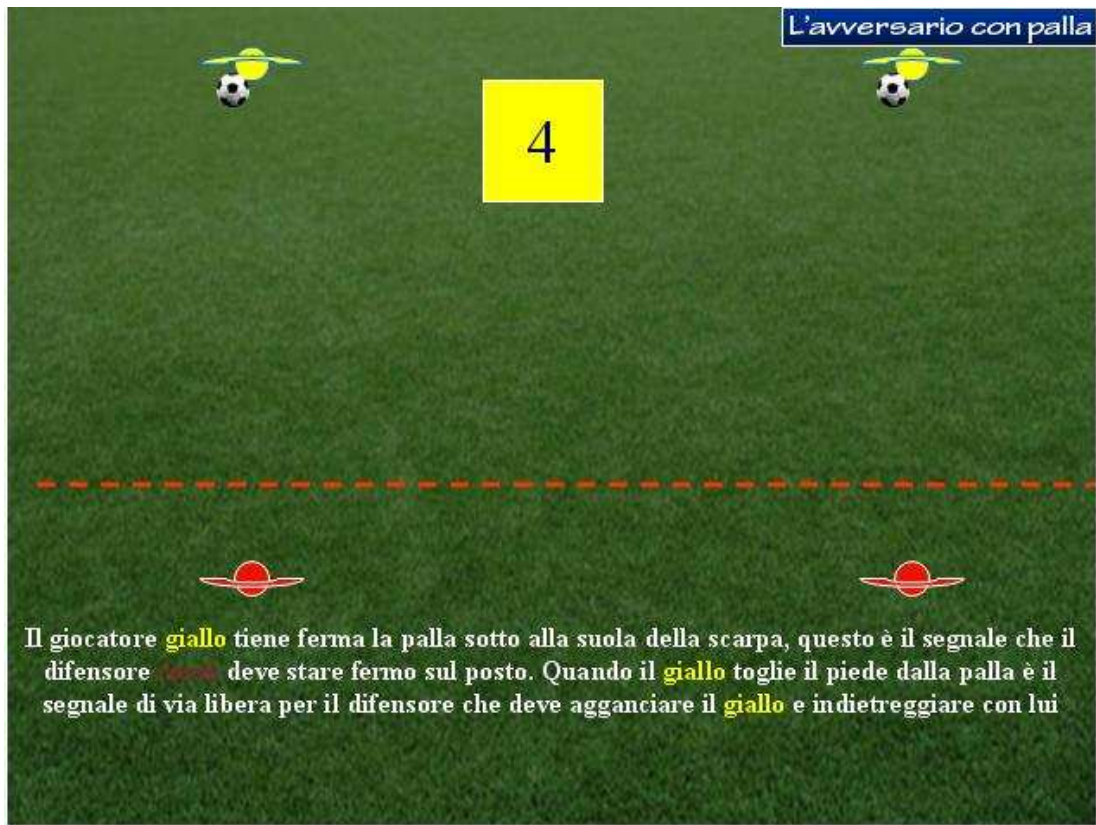 L'avversario con palla
4
Il giocatore giallo tiene ferma la palla sotto alla suola della scarpa, questo è il segnale che il
difensore deve stare fermo sul posto. Quando il giallo toglie il piede dalla palla è il
segnale di via libera per il difensore che deve agganciare il giallo e indietreggiare con lui